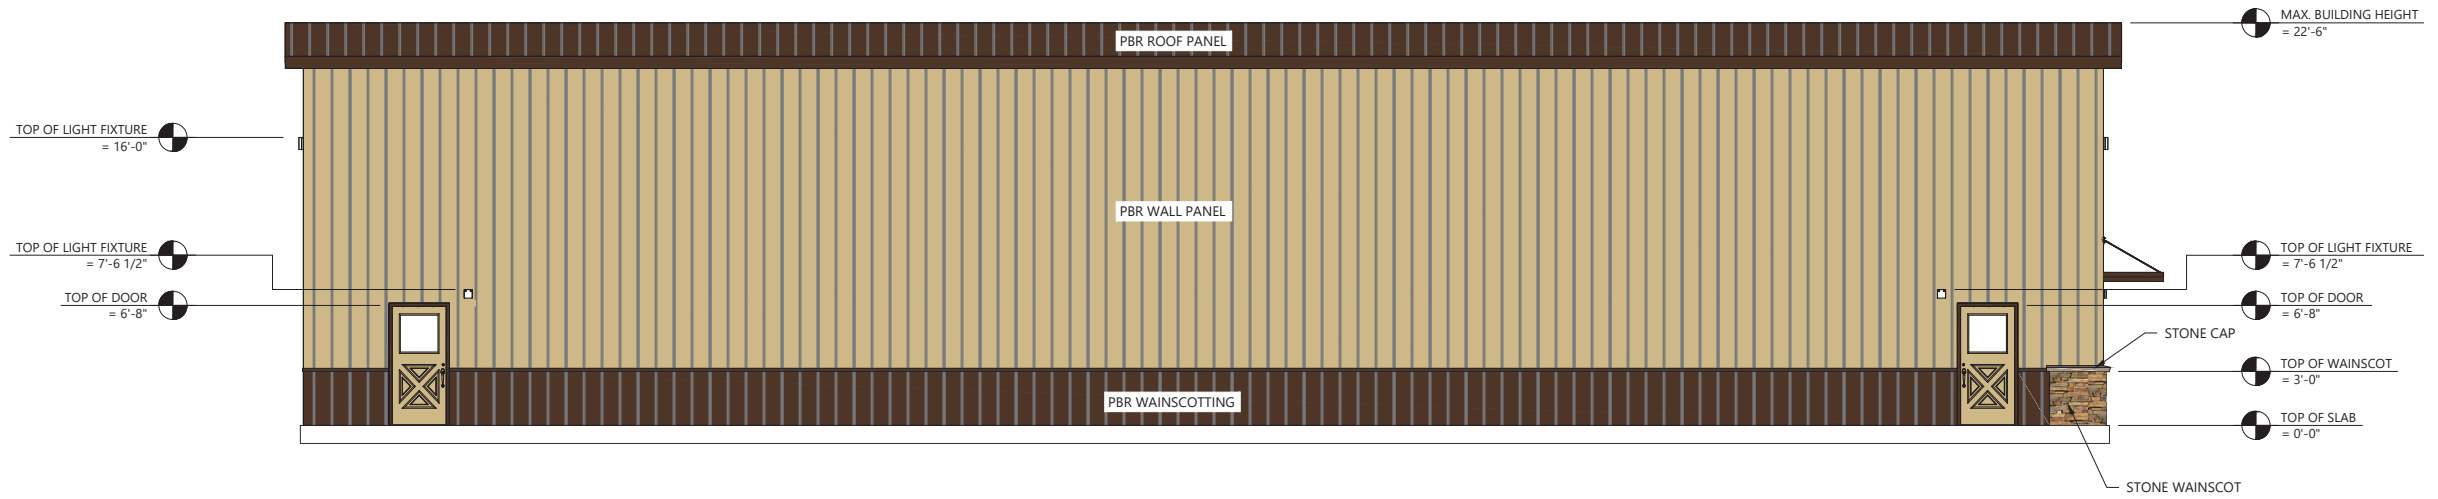 MAX. BUILDING HEIGHT
= 22'-6"
PBR ROOF PANEL
TOP OF LIGHT FIXTURE
= 16'-0"
PBR WALL PANEL
TOP OF LIGHT FIXTURE
= 7'-6 1/2"
TOP OF LIGHT FIXTURE
= 7'-6 1/2"
TOP OF DOOR
= 6'-8"
TOP OF DOOR
= 6'-8"
STONE CAP
TOP OF WAINSCOT
= 3'-0"
PBR WAINSCOTTING
TOP OF SLAB
= 0'-0"
STONE WAINSCOT